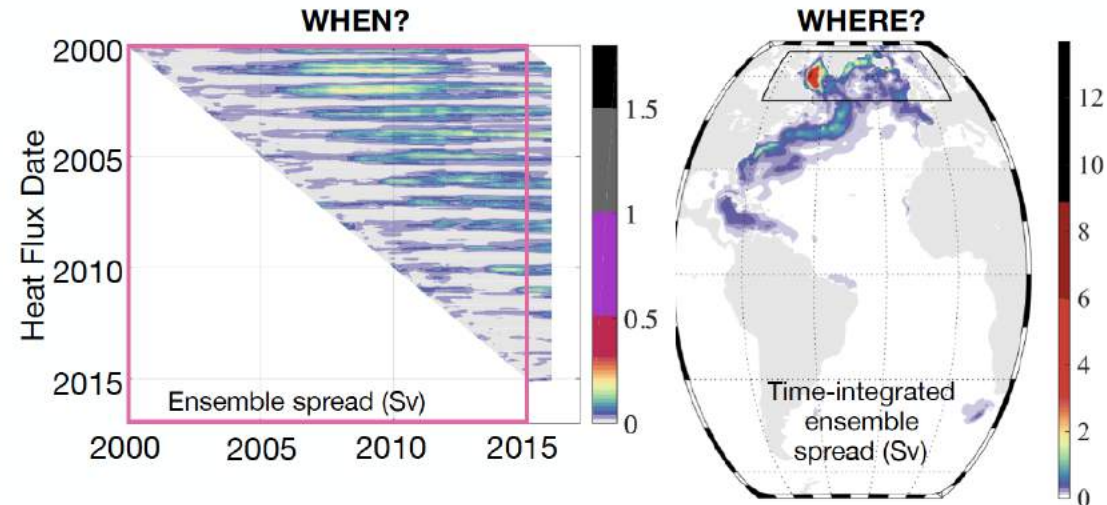 WHEN?
2000
2005
2010
2015
Heat Flux Date
Ensemble spread (Sv)
2000 2005 2010 2015
1.5
1
0.5
0
WHERE?
Time-integrated
ensemble
spread (Sv)
12
10
8
6
4
2
0